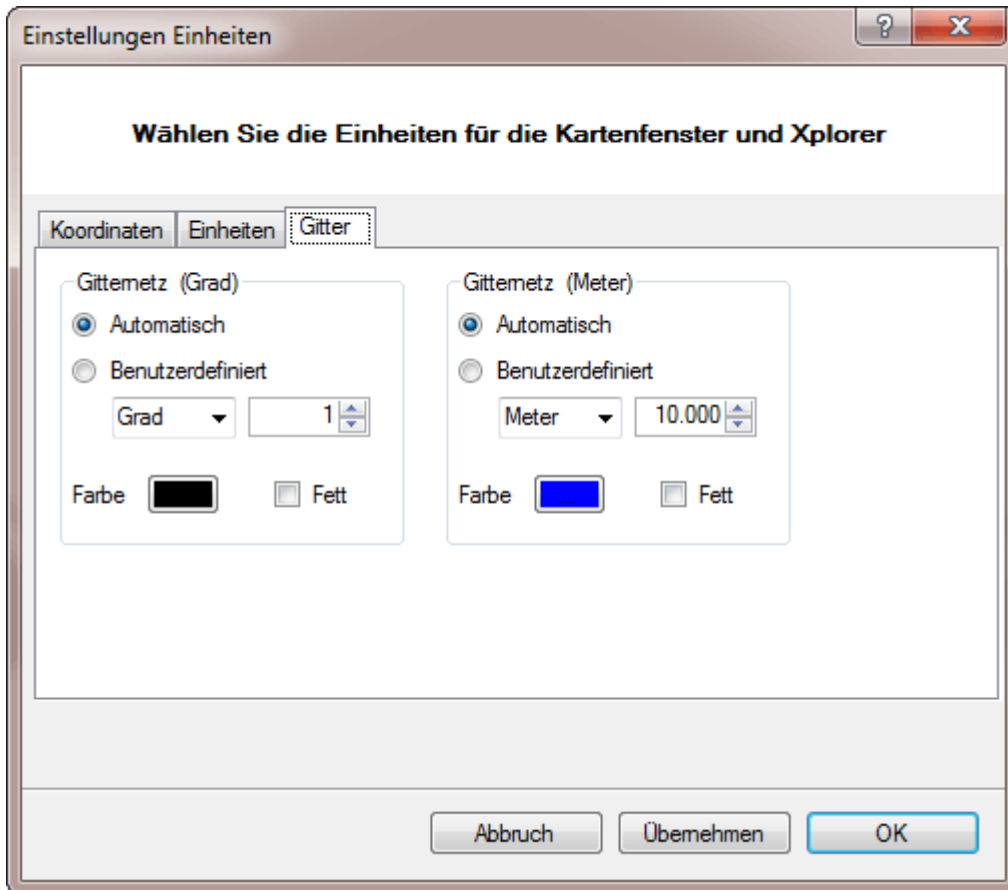 Einstellungen Einheiten
Wählen Sie die Einheiten für die Kartenfenster und Xplorer
Koordinaten Einheiten Gitter
Gitternetz (Grad)
Automatisch
Benutzerdefiniert
Grad 1
Farbe Fett
Gitternetz (Meter)
Automatisch
Benutzerdefiniert
Meter 10.000
Farbe ... Fett
Abbruch Übernehmen OK